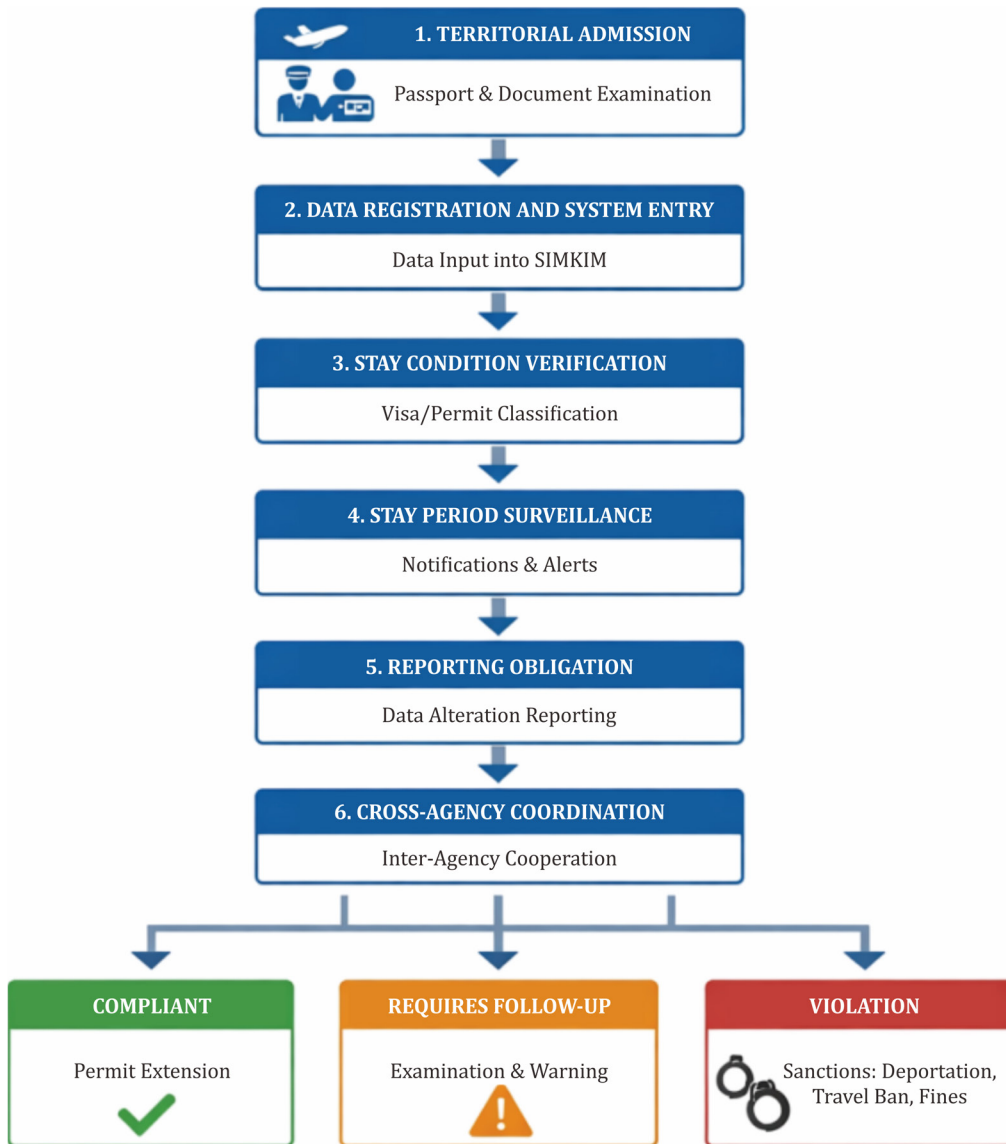 1. TERRITORIAL ADMISSION
Passport & Document Examination
2. DATA REGISTRATION AND SYSTEM ENTRY
Data Input into SIMKIM
3. STAY CONDITION VERIFICATION
Visa/Permit Classification
4. STAY PERIOD SURVEILLANCE
Notifications & Alerts
5. REPORTING OBLIGATION
Data Alteration Reporting
6. CROSS-AGENCY COORDINATION
Inter-Agency Cooperation
COMPLIANT
Permit Extension
REQUIRES FOLLOW-UP
Examination & Warning
VIOLATION
Sanctions: Deportation,
Travel Ban, Fines